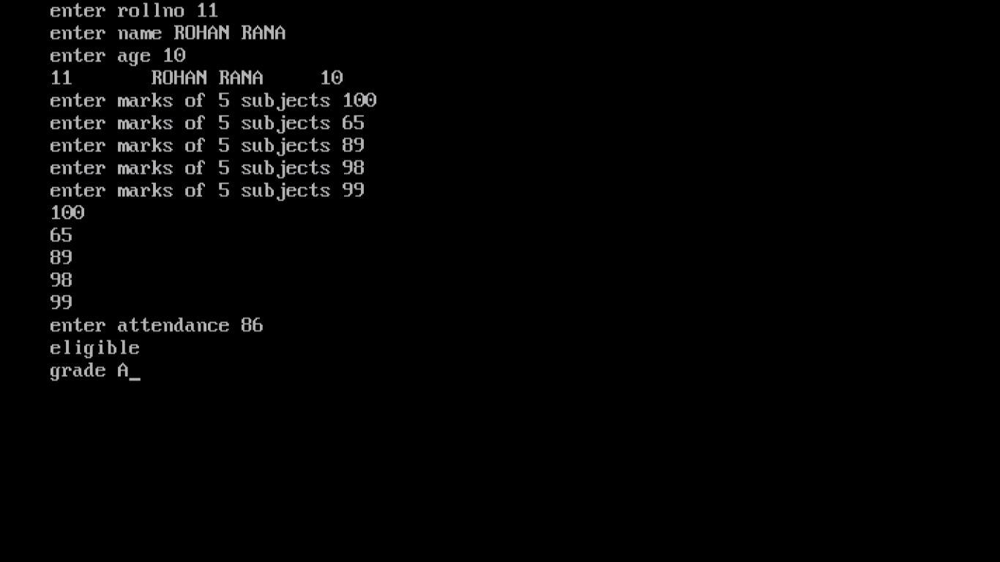 enter rollno 11
enter name ROHAN RANA
enter age 10
11 ROHAN RANA 10
enter marks of 5 subjects 100
enter marks of 5 subjects 65
enter marks of 5 subjects 89
enter marks of 5 subjects 98
enter marks of 5 subjects 99
100
65
89
98
99
enter attendance 86
eligible
grade A_